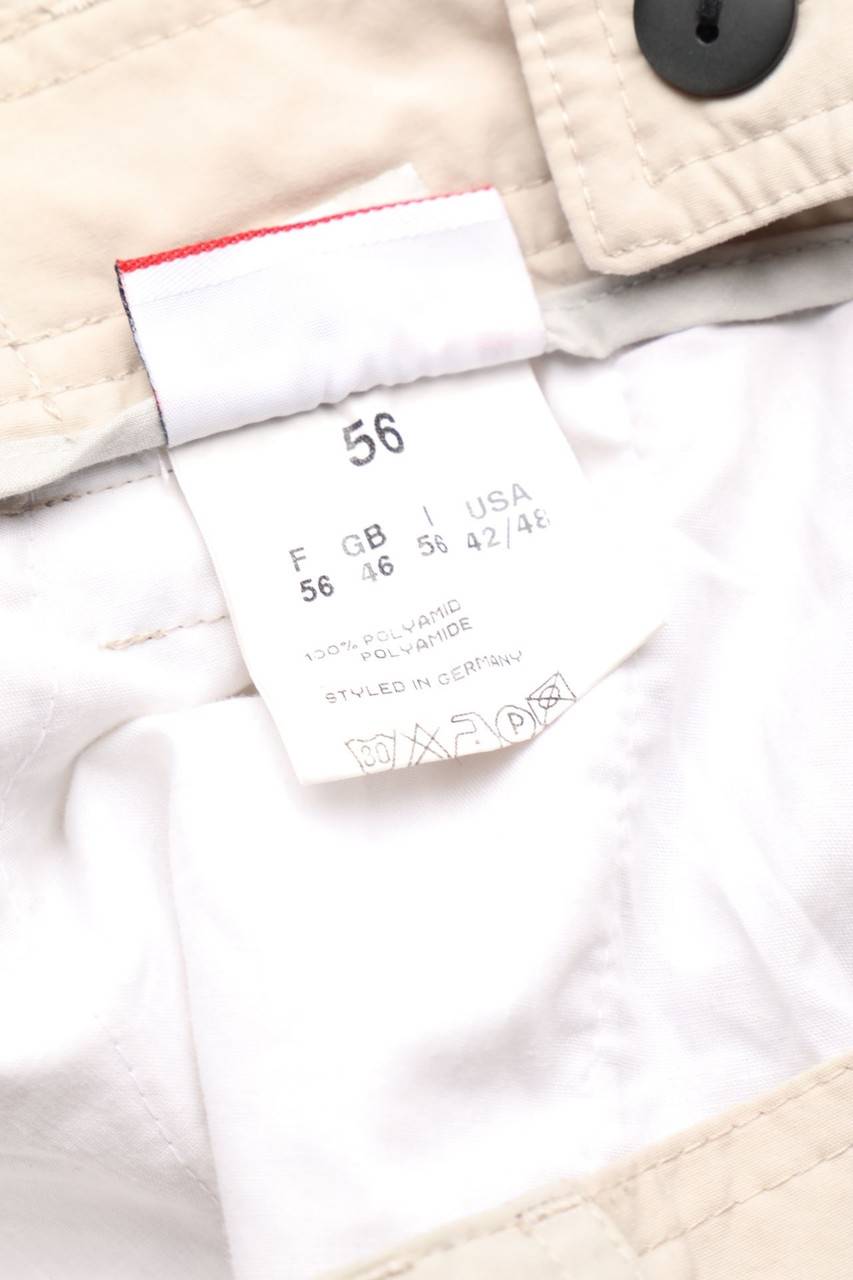 56
F GB I USA
56 46 56 42/48
100% POLYAMID
POLYAMIDE
STYLED IN GERMANY
30 P